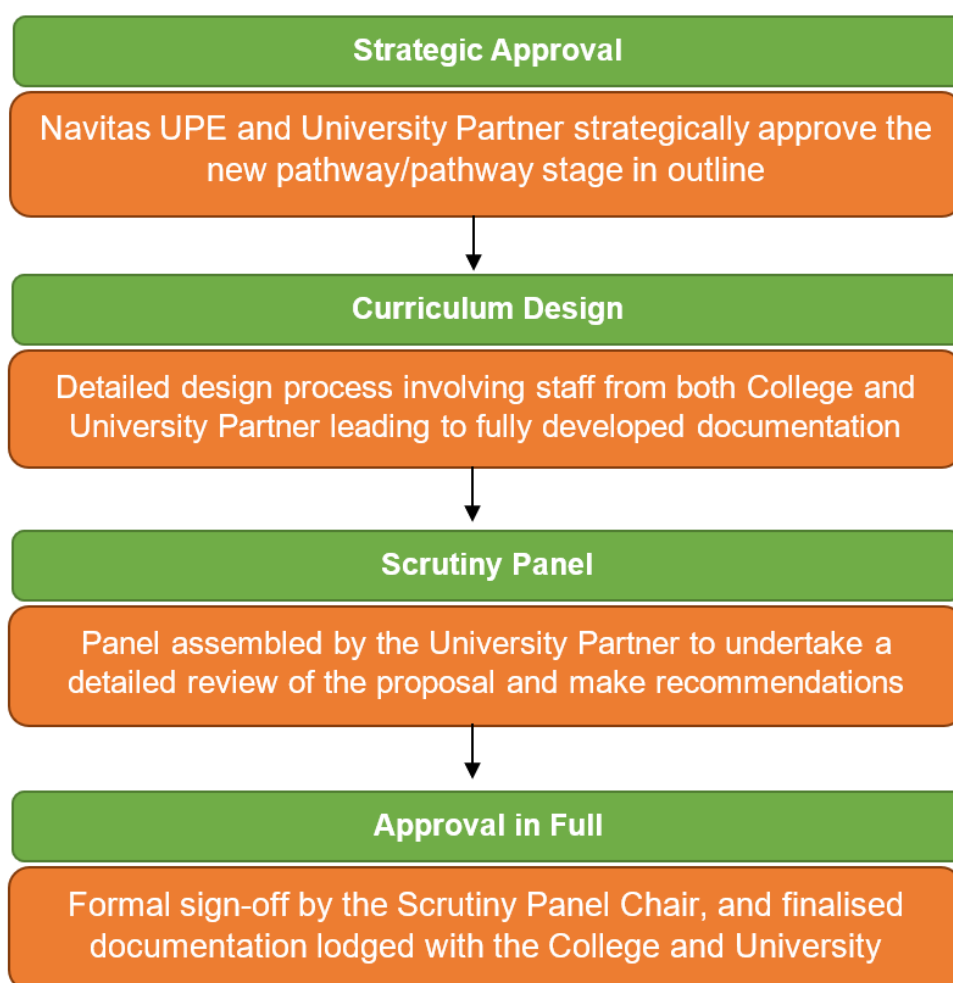 Strategic Approval
Navitas UPE and University Partner strategically approve the
new pathway/pathway stage in outline
Curriculum Design
Detailed design process involving staff from both College and
University Partner leading to fully developed documentation
Scrutiny Panel
Panel assembled by the University Partner to undertake a
detailed review of the proposal and make recommendations
Approval in Full
Formal sign-off by the Scrutiny Panel Chair, and finalised
documentation lodged with the College and University